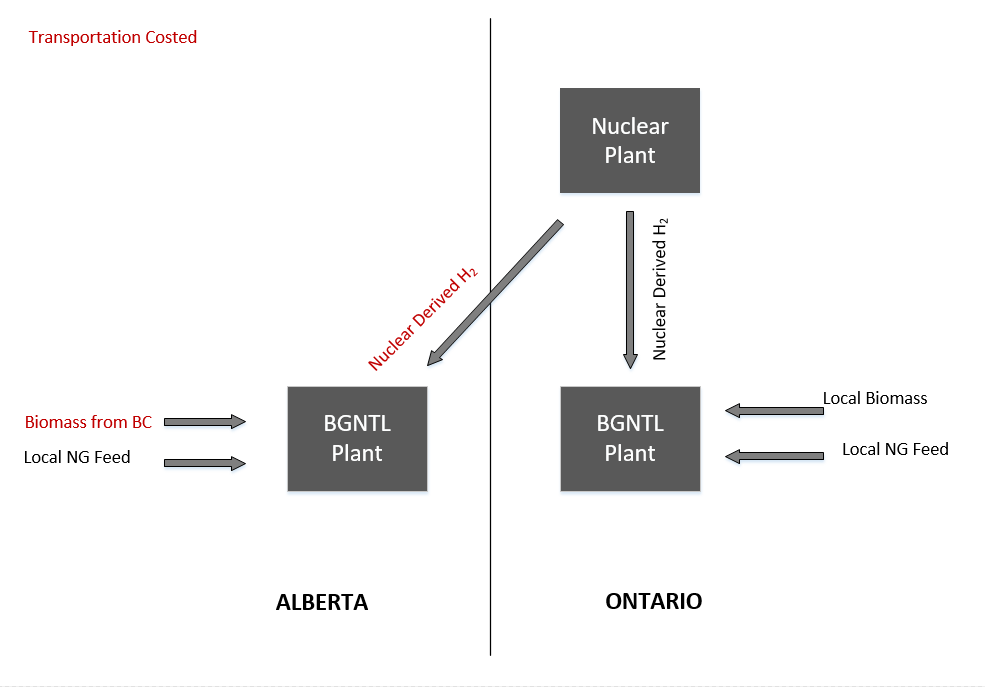 Transportation Costed
Nuclear
Plant
Nuclear Derived H₂
Nuclear Derived H₂
BGNTL
Plant
BGNTL
Plant
Biomass from BC
Local NG Feed
Local Biomass
Local NG Feed
ALBERTA
ONTARIO